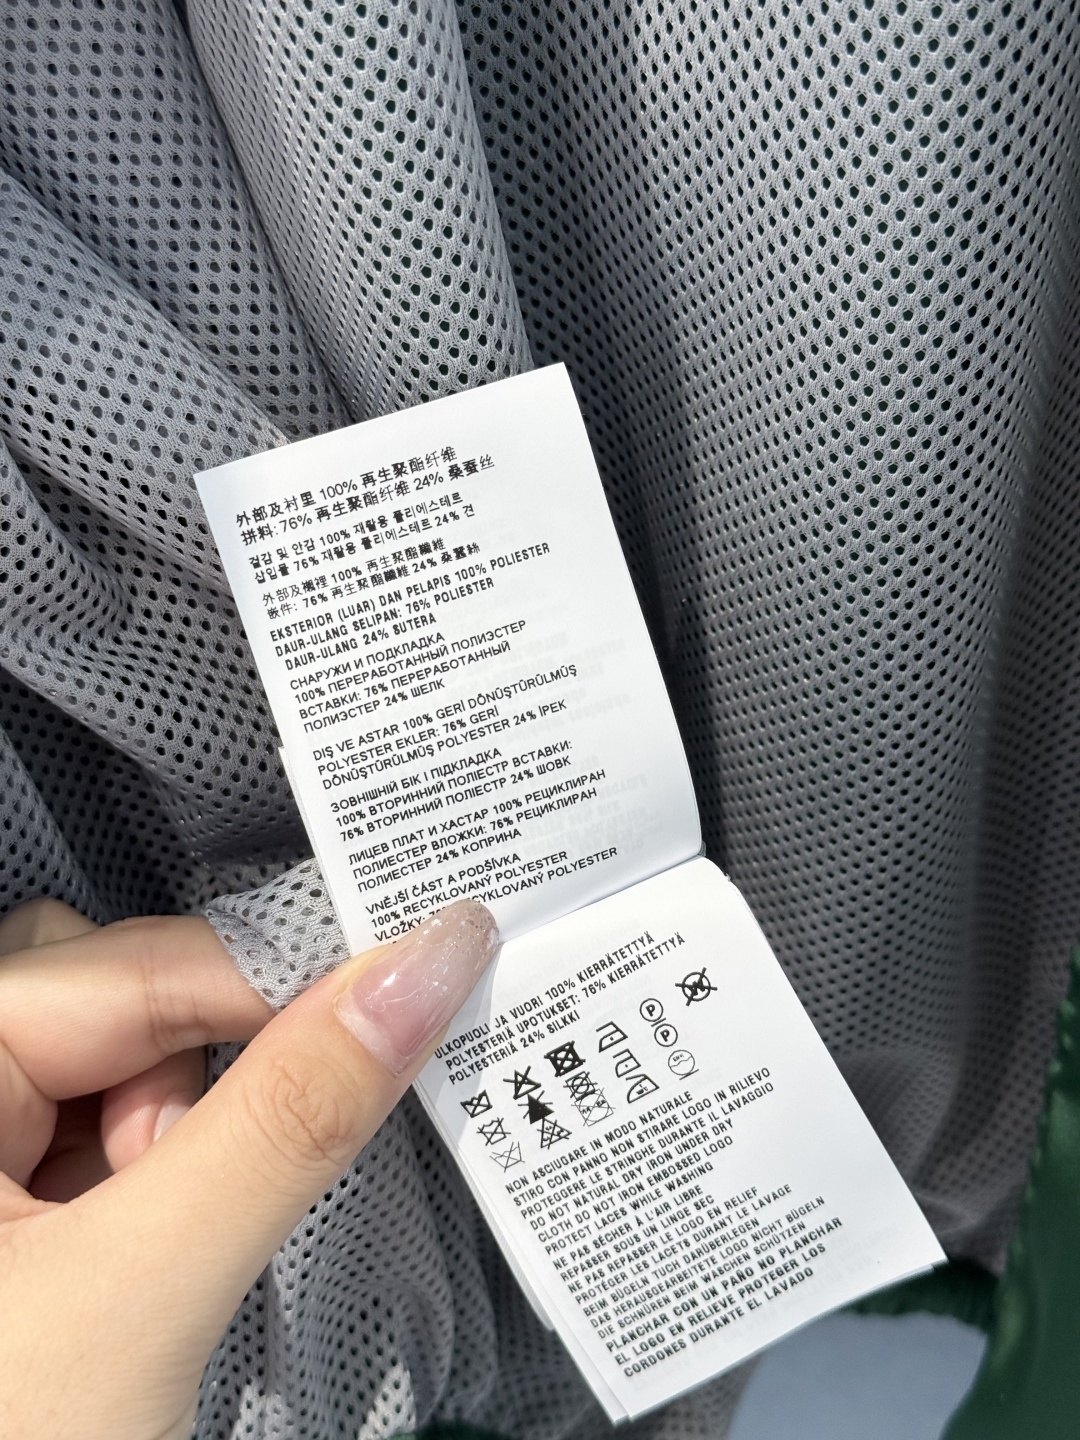 外部及衬里 100% 再生聚酯纤维
拼料: 76% 再生聚酯纤维 24% 桑蚕丝
겉감 및 안감 100% 재활용 폴리에스테르
삽입물 76% 재활용 폴리에스테르 24% 견
外部及襯裡 100% 再生聚酯纖維
嵌件: 76% 再生聚酯纖維 24% 桑蠶絲
EKSTERIOR (LUAR) DAN PELAPIS 100% POLIESTER
DAUR-ULANG SELIPAN: 76% POLIESTER
DAUR-ULANG 24% SUTERA
СНАРУЖИ И ПОДКЛАДКА
100% ПЕРЕРАБОТАННЫЙ ПОЛИЭСТЕР
ВСТАВКИ: 76% ПЕРЕРАБОТАННЫЙ
ПОЛИЭСТЕР 24% ШЕЛК
DIŞ VE ASTAR 100% GERİ DÖNÜŞTÜRÜLMÜŞ
POLYESTER EKLER: 76% GERİ
DÖNÜŞTÜRÜLMÜŞ POLYESTER 24% İPEK
ЗОВНІШНІЙ БІК І ПІДКЛАДКА
100% ВТОРИННИЙ ПОЛІЕСТР ВСТАВКИ:
76% ВТОРИННИЙ ПОЛІЕСТР 24% ШОВК
ЛИЦЕВ ПЛАТ И ХАСТАР 100% РЕЦИКЛИРАН
ПОЛИЕСТЕР ВЛОЖКИ: 76% РЕЦИКЛИРАН
ПОЛИЕСТЕР 24% КОПРИНА
VNĚJŠÍ ČÁST A PODŠÍVKA
100% RECYKLOVANÝ POLYESTER
VLOŽKY: POLYESTER
ULKOPUOLI JA VUORI 100% KIERRÄTETTYÄ
POLYESTERIÄ UPOTUKSET: 76% KIERRÄTETTYÄ
POLYESTERIÄ 24% SILKKI
P
P
W
NON ASCIUGARE IN MODO NATURALE
STIRO CON PANNO NON STIRARE LOGO IN RILIEVO
PROTEGGERE LE STRINGHE DURANTE IL LAVAGGIO
DO NOT NATURAL DRY IRON UNDER DRY
CLOTH DO NOT IRON EMBOSSED LOGO
PROTECT LACES WHILE WASHING
NE PAS SÉCHER À L'AIR LIBRE
REPASSER SOUS UN LINGE SEC
NE PAS REPASSER LE LOGO EN RELIEF
PROTÉGER LES LACETS DURANT LE LAVAGE
BEIM BÜGELN TUCH DARÜBERLEGEN
DAS HERAUSGEARBEITETE LOGO NICHT BÜGELN
DIE SCHNÜREN BEIM WASCHEN SCHÜTZEN
PLANCHAR CON UN PAÑO NO PLANCHAR
EL LOGO EN RELIEVE PROTEGER LOS
CORDONES DURANTE EL LAVADO